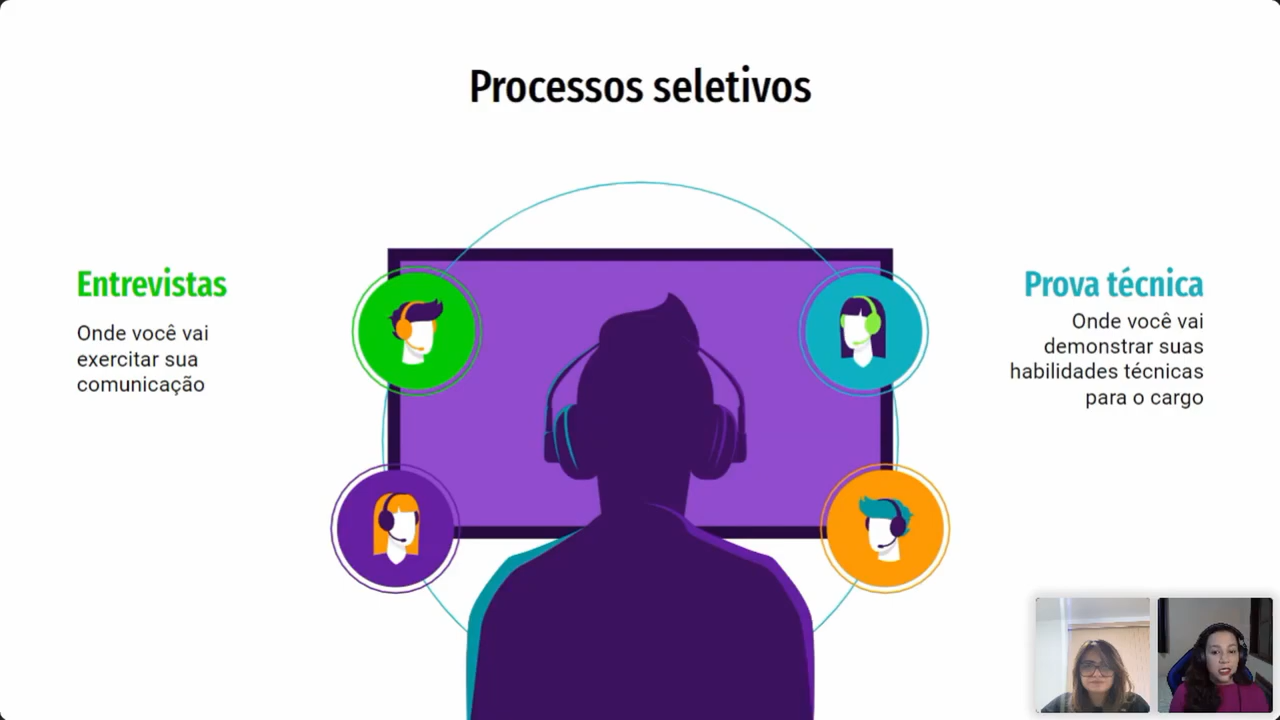 Processos seletivos
Entrevistas
Onde você vai
exercitar sua
comunicação
Prova técnica
Onde você vai
demonstrar suas
habilidades técnicas
para o cargo